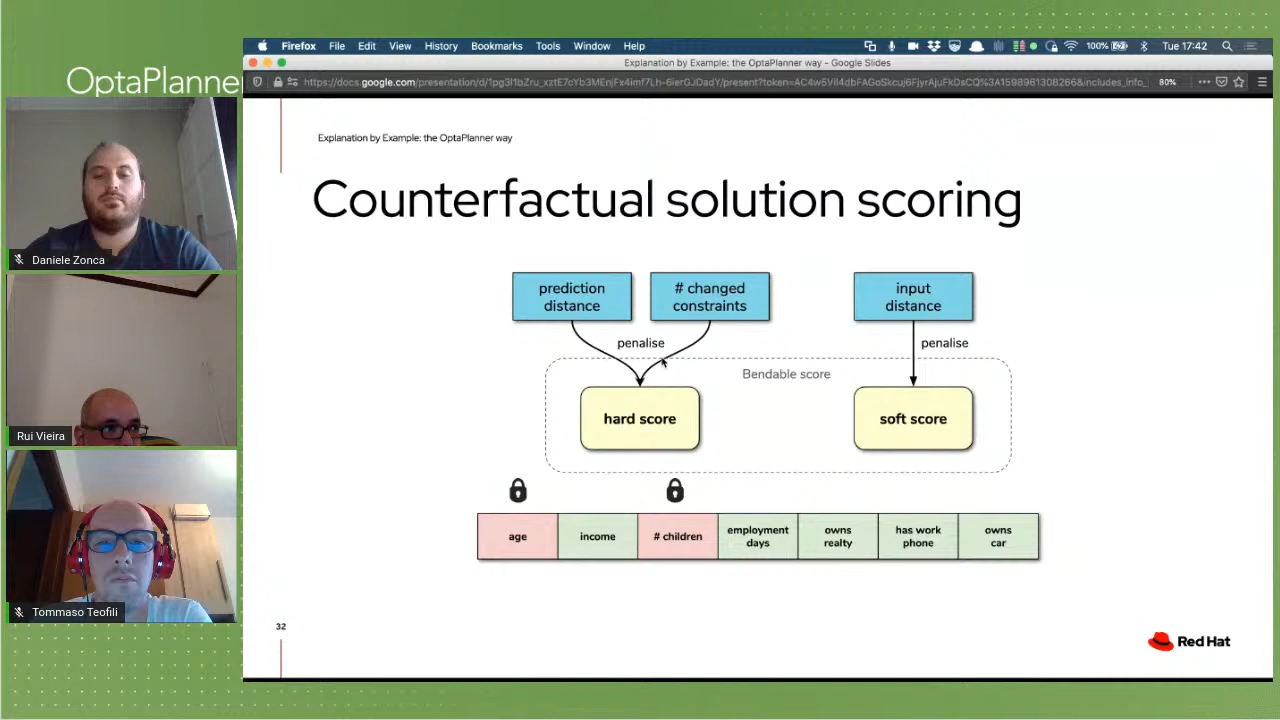 OptaPlanner
Daniele Zonca
Rui Vieira
Tommaso Teofili
Firefox File Edit View History Bookmarks Tools Window Help
100% Tue 17:42
Explanation by Example: the OptaPlanner way - Google Slides
80%
Explanation by Example: the OptaPlanner way
Counterfactual solution scoring
prediction
distance
# changed
constraints
input
distance
penalise
penalise
Bendable score
hard score
soft score
age
income
# children
employment
days
owns
realty
has work
phone
owns
car
32
Red Hat